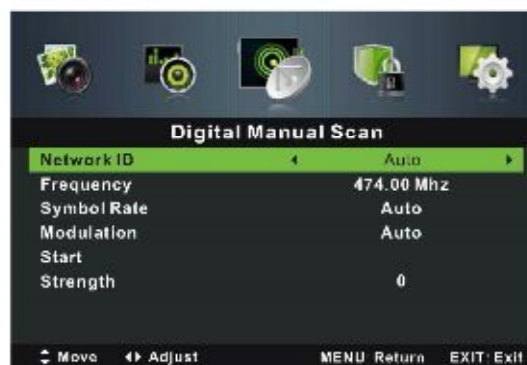 Digital Manual Scan
Network ID Auto
Frequency 474.00 Mhz
Symbol Rate Auto
Modulation Auto
Start
Strength 0
Move Adjust MENU: Return EXIT: Exit